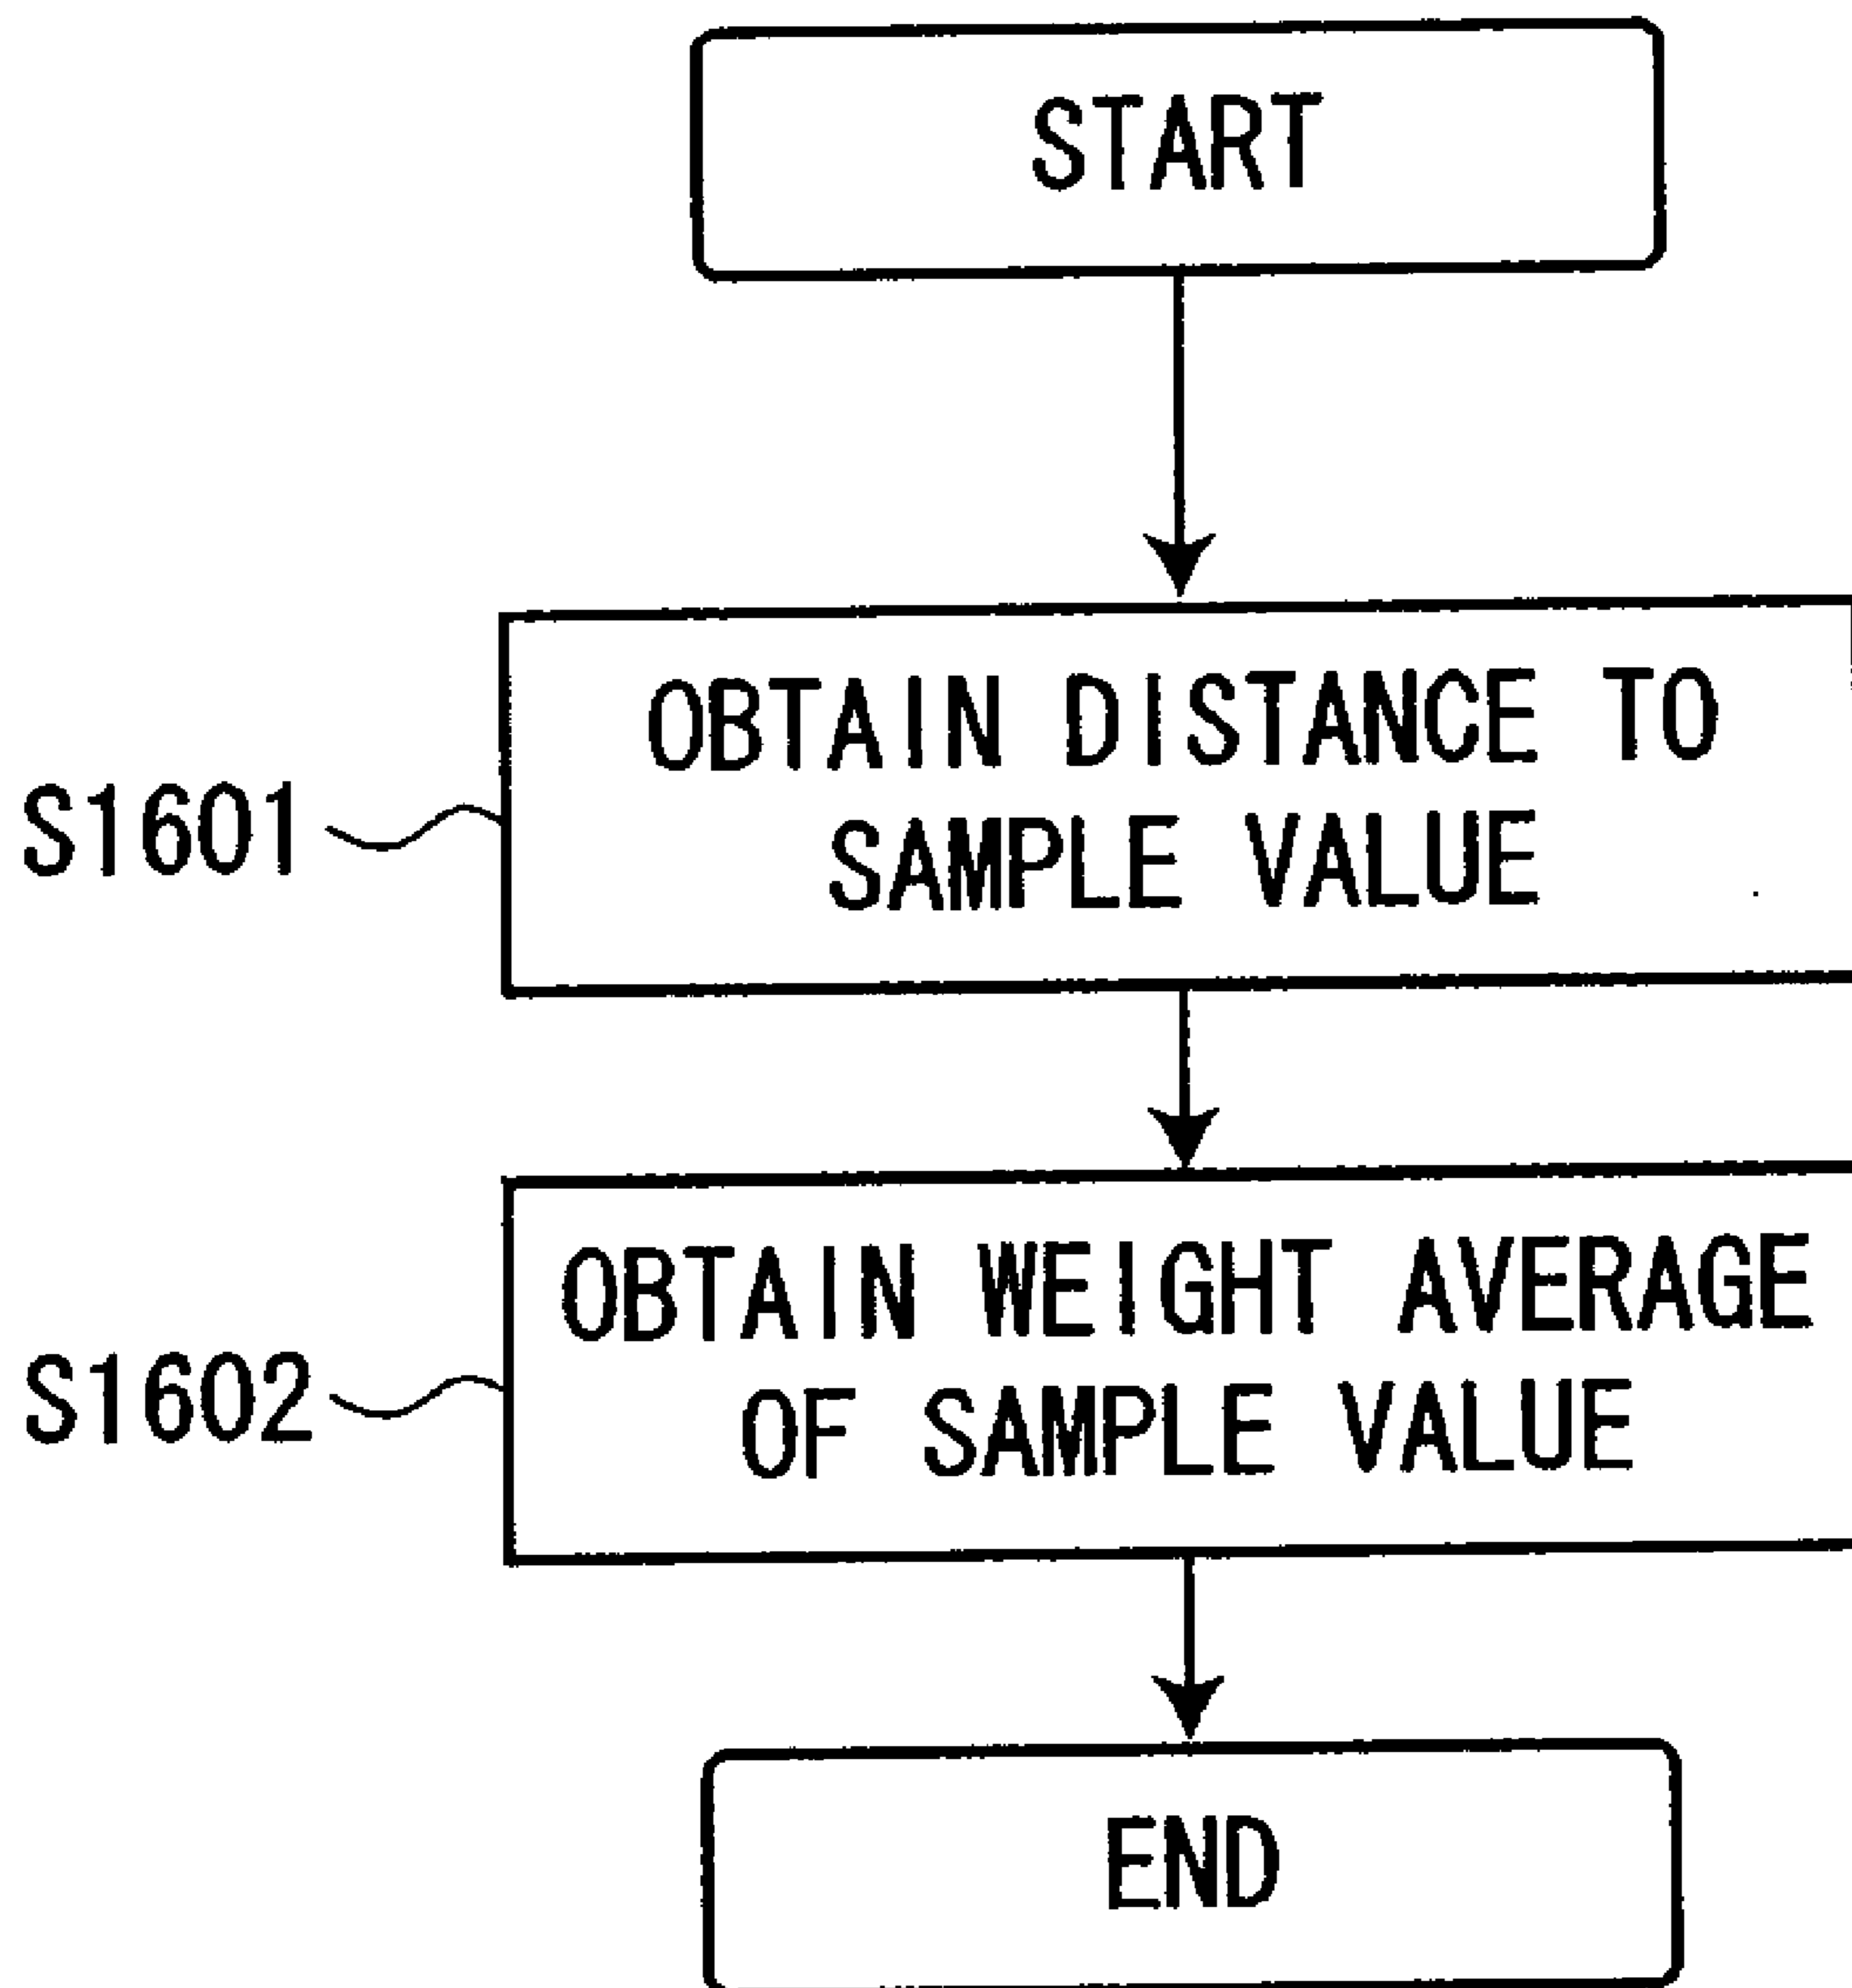 START
OBTAIN DISTANCE TO
SAMPLE VALUE
S1601
OBTAIN WEIGHT AVERAGE
OF SAMPLE VALUE
S1602
END